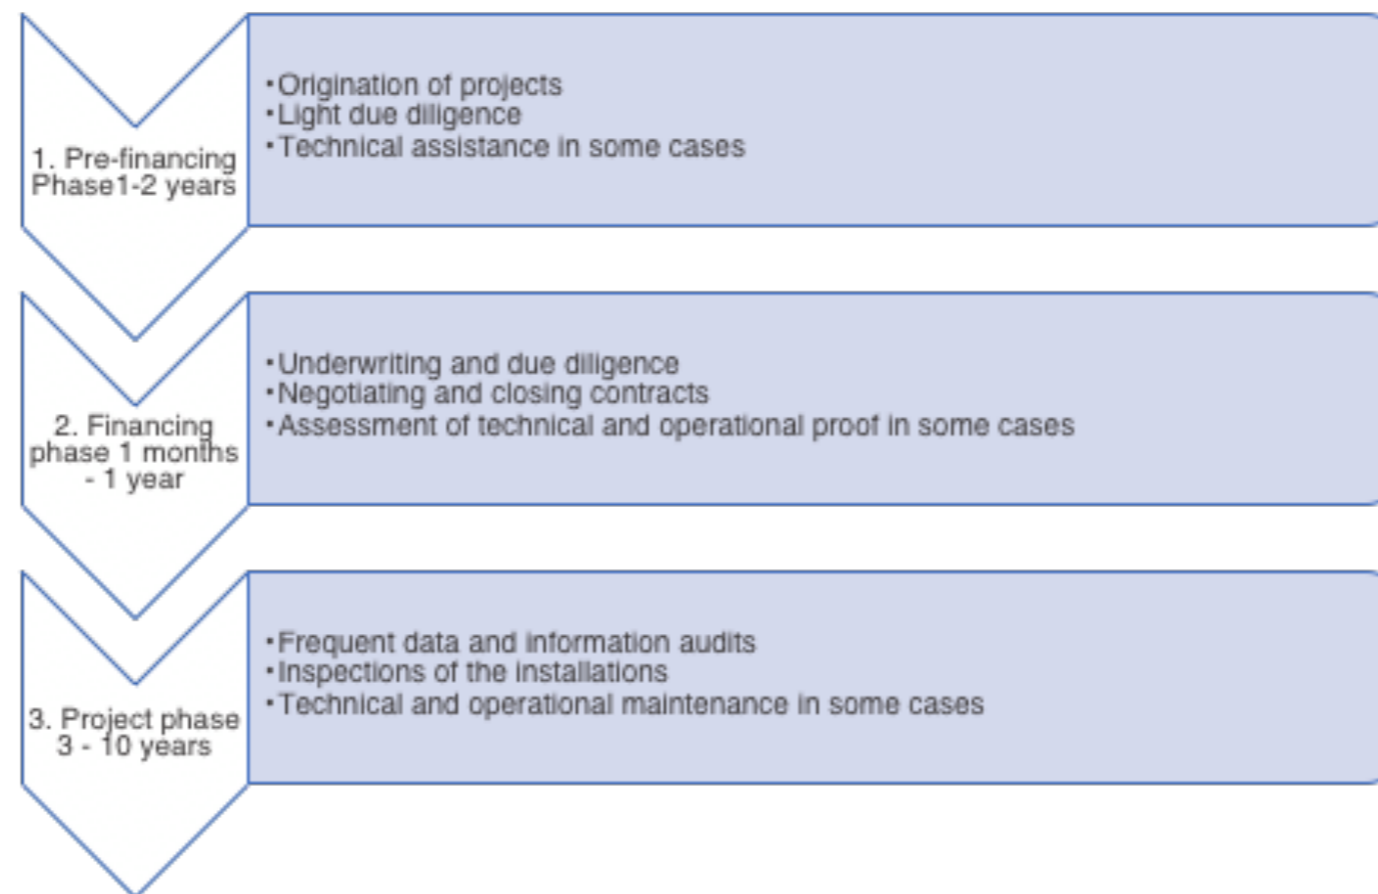 1. Pre-financing
Phase1-2 years
•Origination of projects
•Light due diligence
•Technical assistance in some cases
2. Financing
phase 1 months
- 1 year
•Underwriting and due diligence
•Negotiating and closing contracts
•Assessment of technical and operational proof in some cases
3. Project phase
3 - 10 years
•Frequent data and information audits
•Inspections of the installations
•Technical and operational maintenance in some cases